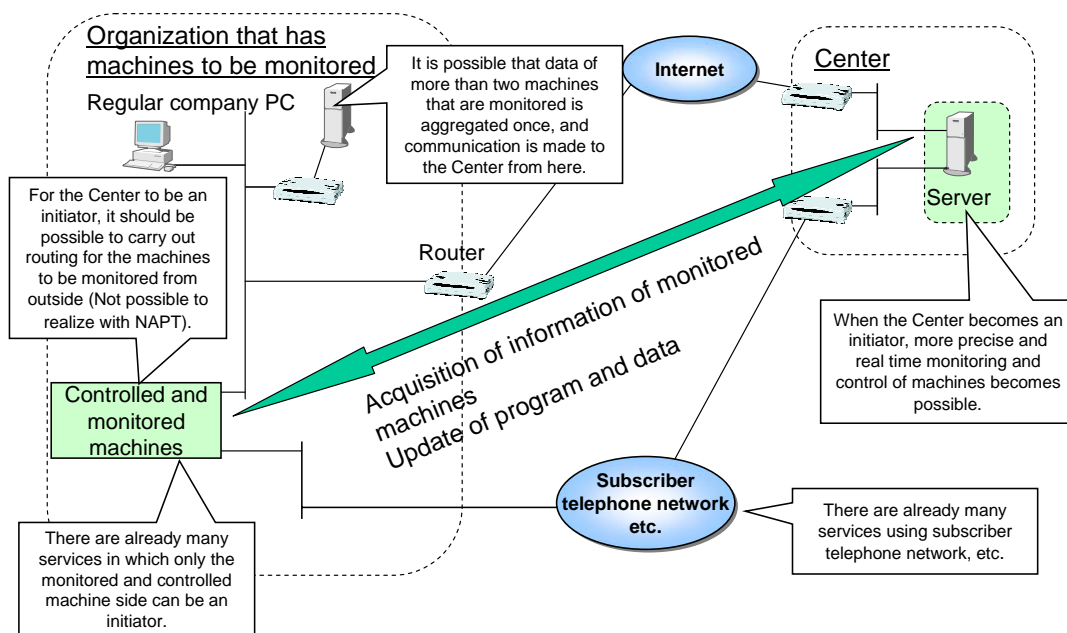 Organization that has
machines to be monitored
Regular company PC
It is possible that data of
more than two machines
that are monitored is
aggregated once, and
communication is made to
the Center from here.
Internet
Center
Server
For the Center to be an
initiator, it should be
possible to carry out
routing for the machines
to be monitored from
outside (Not possible to
realize with NAPT).
Router
When the Center becomes an
initiator, more precise and
real time monitoring and
control of machines becomes
possible.
Acquisition of information of monitored
machines
Update of program and data
Controlled and
monitored
machines
Subscriber
telephone network
etc.
There are already many
services using subscriber
telephone network, etc.
There are already many
services in which only the
monitored and controlled
machine side can be an
initiator.